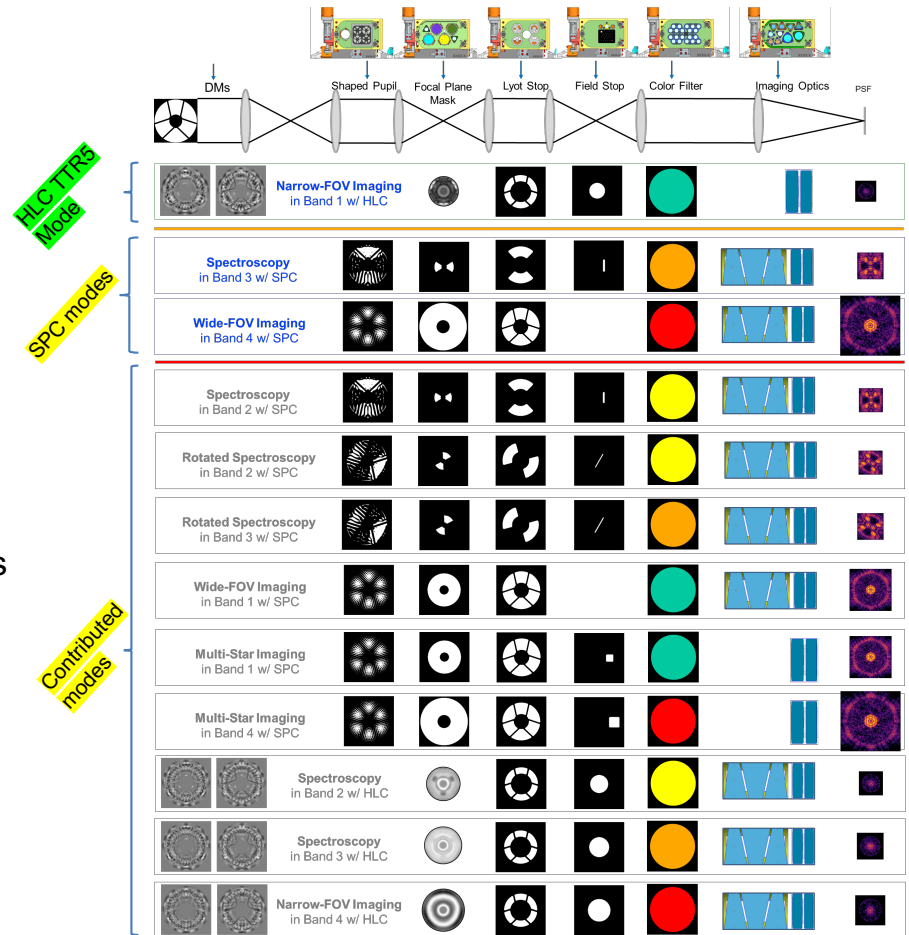 DMs
Shaped Pupil
Focal Plane
Mask
Lyot Stop
Field Stop
Color Filter
Imaging Optics
PSF
HLC TTR5
Mode
Narrow-FOV Imaging
in Band 1 w/ HLC
SPC modes
Spectroscopy
in Band 3 w/ SPC
Wide-FOV Imaging
in Band 4 w/ SPC
Contributed
modes
s
Spectroscopy
in Band 2 w/ SPC
Rotated Spectroscopy
in Band 2 w/ SPC
Rotated Spectroscopy
in Band 3 w/ SPC
Wide-FOV Imaging
in Band 1 w/ SPC
Multi-Star Imaging
in Band 1 w/ SPC
Multi-Star Imaging
in Band 4 w/ SPC
Spectroscopy
in Band 2 w/ HLC
Spectroscopy
in Band 3 w/ HLC
Narrow-FOV Imaging
in Band 4 w/ HLC